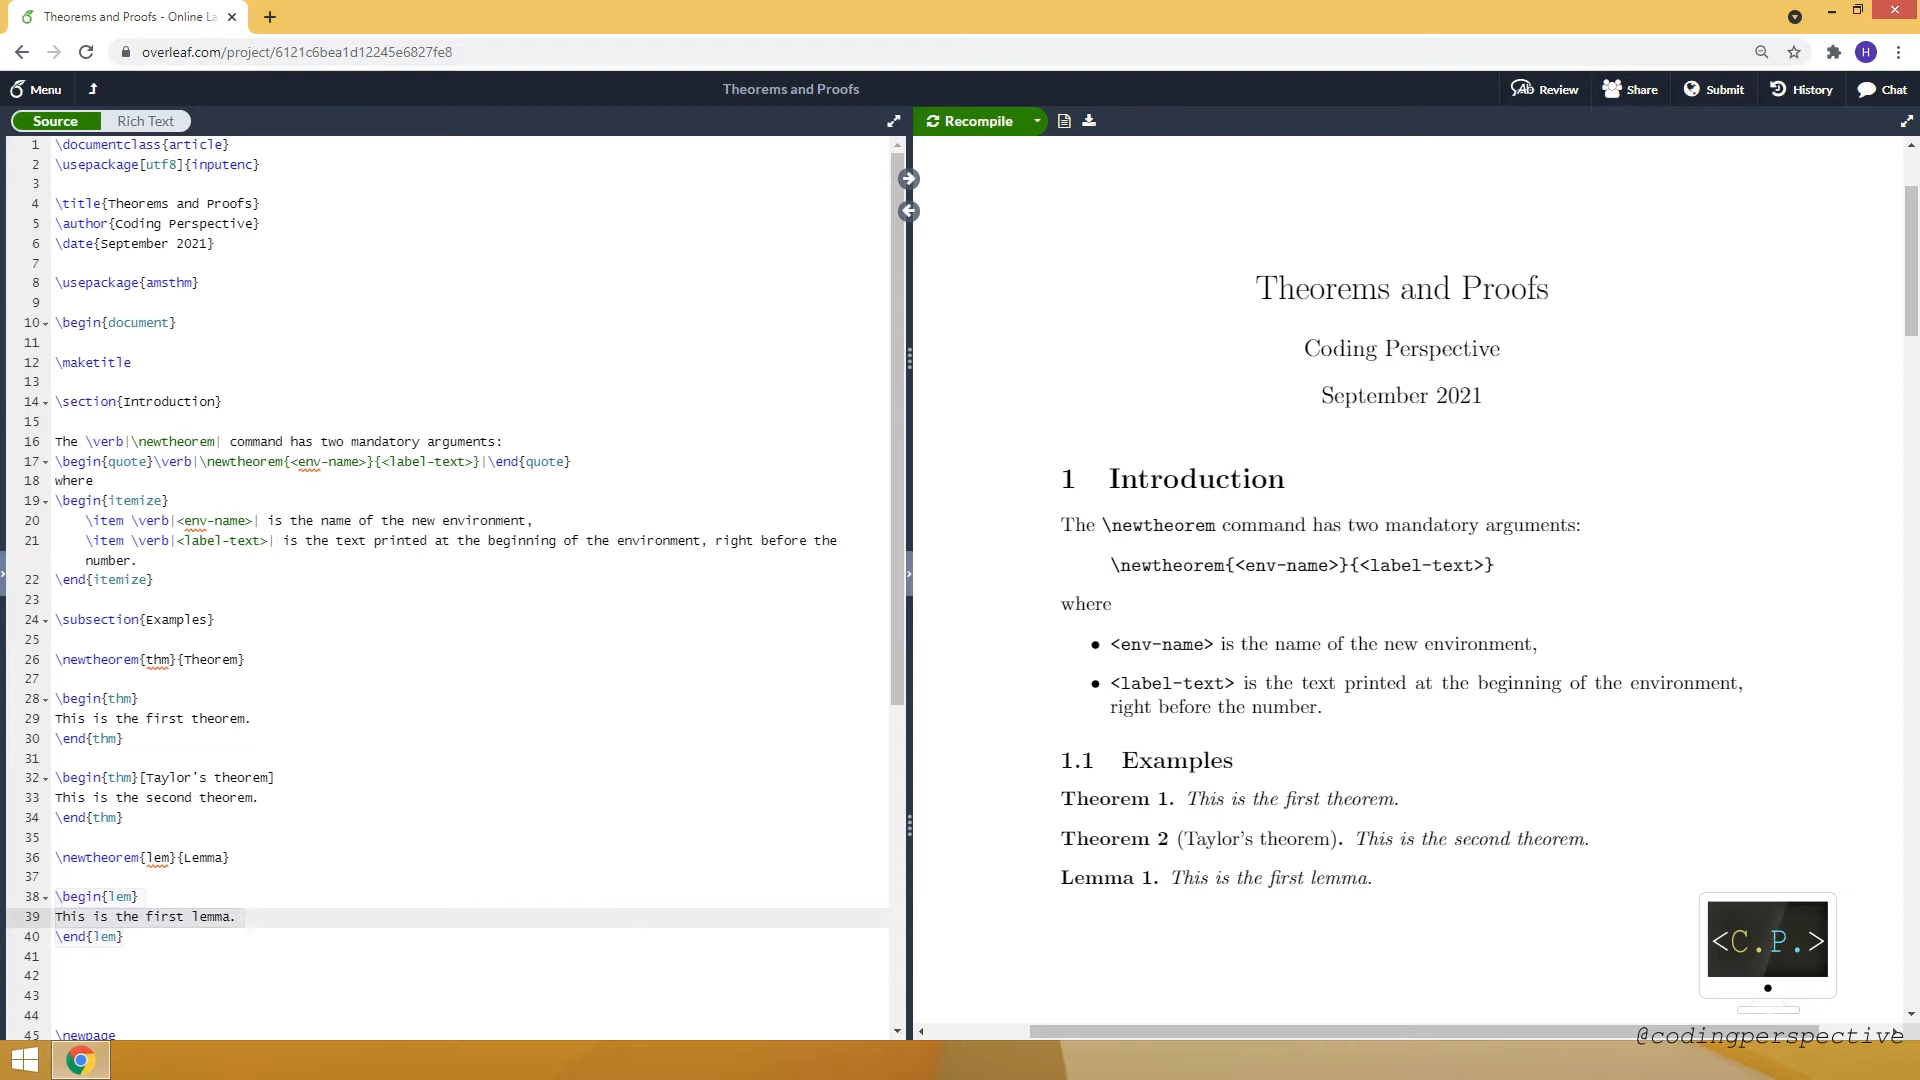 Theorems and Proofs - Online La
overleaf.com/project/6121c6bea1d12245e6827fe8
H
Menu
Theorems and Proofs
Review
Share
Submit
History
Chat
Source
Rich Text
Recompile
1 \documentclass{article}
2 \usepackage[utf8]{inputenc}
3
4 \title{Theorems and Proofs}
5 \author{Coding Perspective}
6 \date{September 2021}
7
8 \usepackage{amsthm}
9
10 \begin{document}
11
12 \maketitle
13
14 \section{Introduction}
15
16 The \verb|\newtheorem| command has two mandatory arguments:
17 \begin{quote}\verb|\newtheorem{<env-name>}{<label-text>}|\end{quote}
18 where
19 \begin{itemize}
20 \item \verb|<env-name>| is the name of the new environment,
21 \item \verb|<label-text>| is the text printed at the beginning of the environment, right before the
number.
22 \end{itemize}
23
24 \subsection{Examples}
25
26 \newtheorem{thm}{Theorem}
27
28 \begin{thm}
29 This is the first theorem.
30 \end{thm}
31
32 \begin{thm}[Taylor's theorem]
33 This is the second theorem.
34 \end{thm}
35
36 \newtheorem{lem}{Lemma}
37
38 \begin{lem}
39 This is the first lemma.
40 \end{lem}
41
42
43
44
45 \newpage
Theorems and Proofs
Coding Perspective
September 2021
1 Introduction
The \newtheorem command has two mandatory arguments:
\newtheorem{<env-name>}{<label-text>}
where
• <env-name> is the name of the new environment,
• <label-text> is the text printed at the beginning of the environment,
right before the number.
1.1 Examples
Theorem 1. This is the first theorem.
Theorem 2 (Taylor's theorem). This is the second theorem.
Lemma 1. This is the first lemma.
<C.P.>
@codingperspective